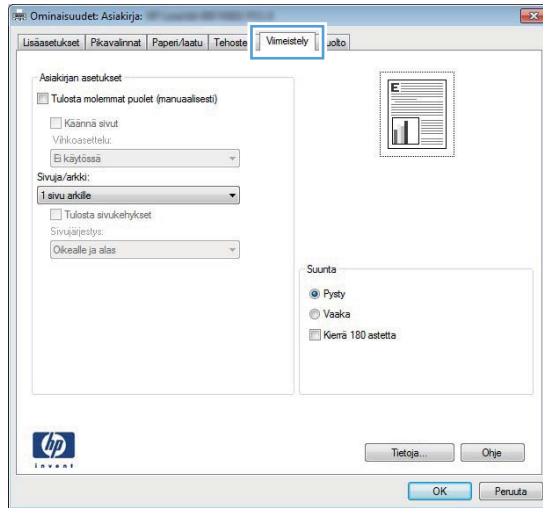 Ominaisuudet: Asiakirja:
Lisäasetukset Pikavalinnat Paperi/laatu Tehoste Viimeistely uolto
Asiakirjan asetukset
Tulosta molemmat puolet (manuaalisesti)
Käännä sivut
Vihkoasettelu:
Ei käytössä
Sivuja/arkki:
1 sivu arkille
Tulosta sivukehykset
Sivujärjestys:
Oikealle ja alas
E
Suunta
Pysty
Vaaka
Kierrä 180 astetta
hp
invent
Tietoja... Ohje
OK Peruuta